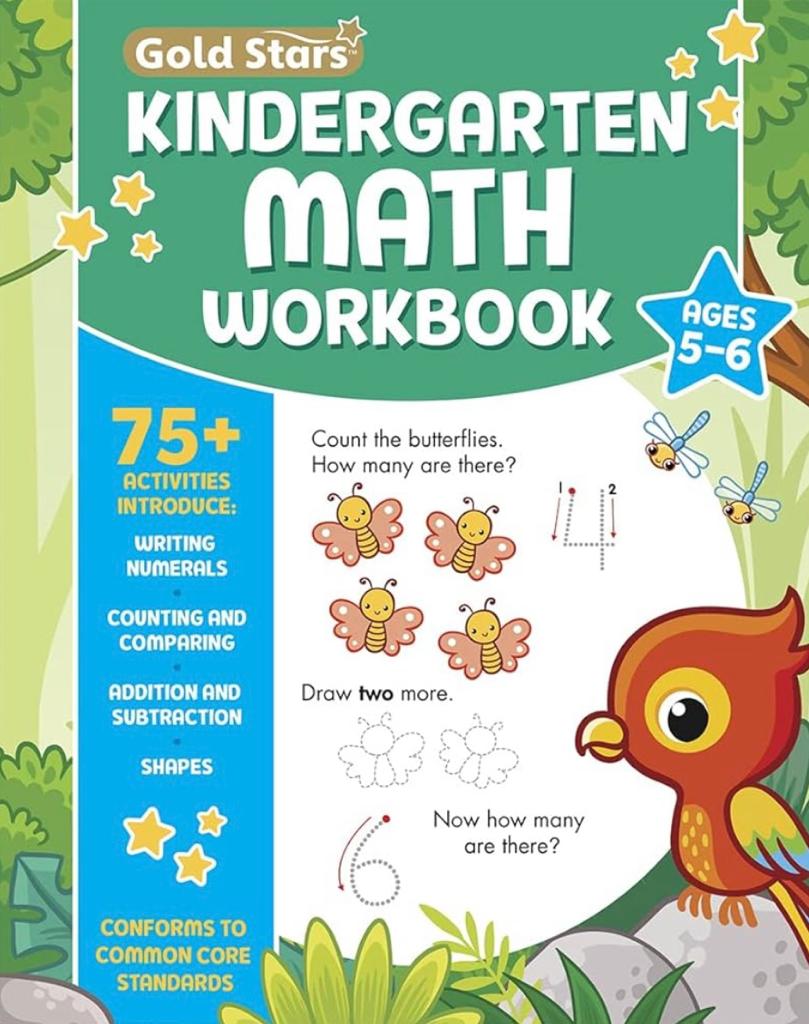 Gold Stars™
KINDERGARTEN
MATH
WORKBOOK
AGES
5–6
75+
ACTIVITIES
INTRODUCE:
WRITING
NUMERALS
•
COUNTING AND
COMPARING
•
ADDITION AND
SUBTRACTION
•
SHAPES
CONFORMS TO
COMMON CORE
STANDARDS
Count the butterflies.
How many are there?
1 2
4
Draw two more.
6
Now how many
are there?